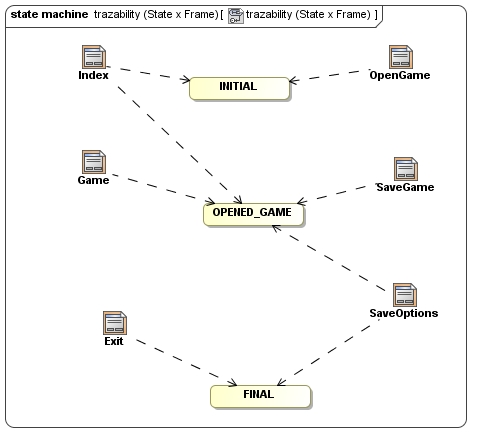 state machine trazability (State x Frame) [ trazability (State x Frame) ]
Index
OpenGame
INITIAL
Game
SaveGame
OPENED_GAME
SaveOptions
Exit
FINAL